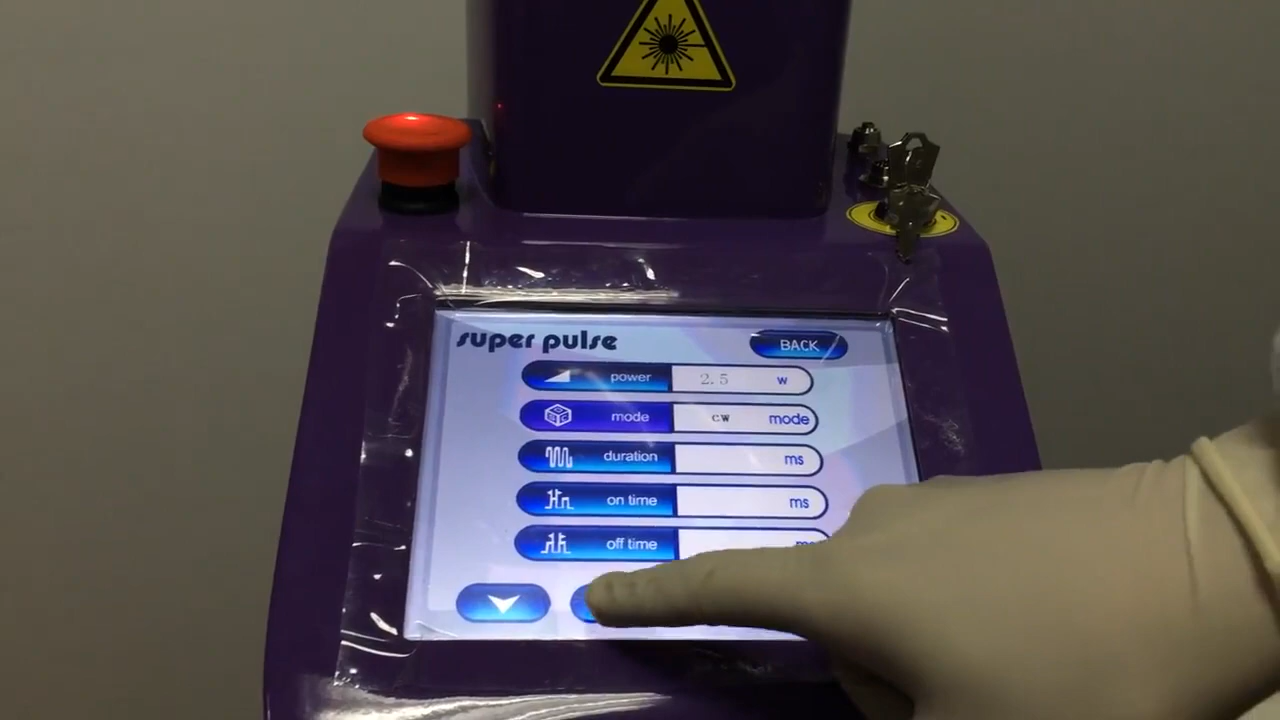 super pulse
BACK
power 2.5 w
mode cw mode
duration ms
on time ms
off time